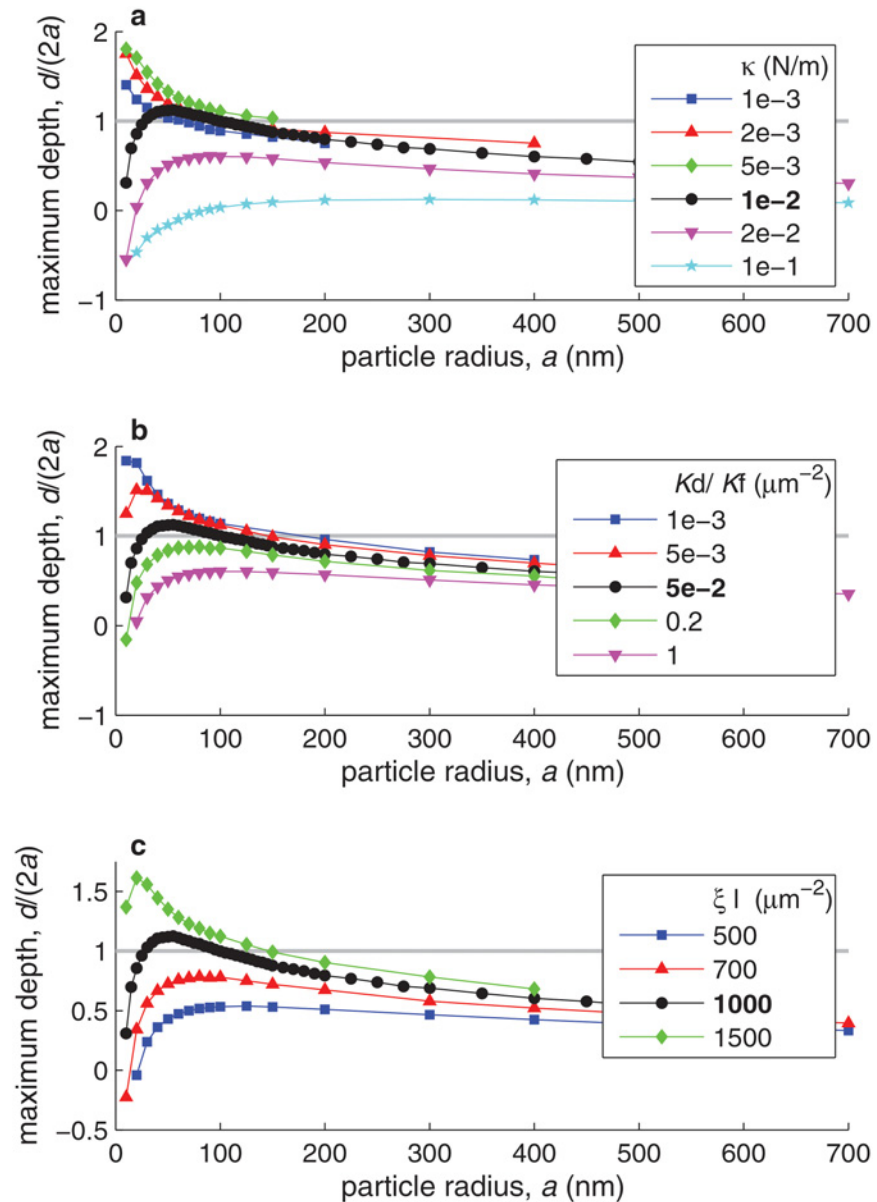 a
maximum depth, d/(2a)
2
1
0
−1
κ (N/m)
1e−3
2e−3
5e−3
1e−2
2e−2
1e−1
0 100 200 300 400 500 600 700
particle radius, a (nm)
b
maximum depth, d/(2a)
2
1
0
−1
Kd/ Kf (μm⁻²)
1e−3
5e−3
5e−2
0.2
1
0 100 200 300 400 500 600 700
particle radius, a (nm)
c
maximum depth, d/(2a)
1.5
1
0.5
0
−0.5
ξ l (μm⁻²)
500
700
1000
1500
0 100 200 300 400 500 600 700
particle radius, a (nm)